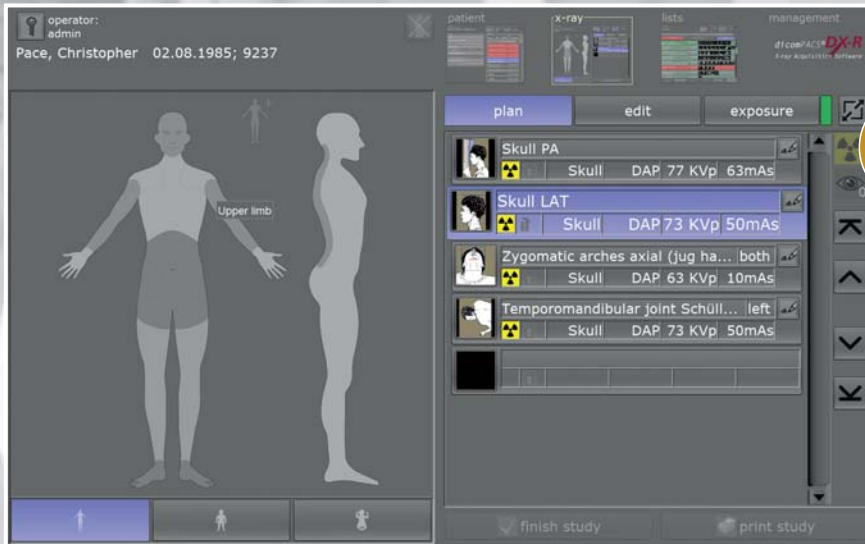 operator:
admin
Pace, Christopher 02.08.1985; 9237
patient
x-ray
lists
management
dicomPACS® DX-R
X-ray Acquisition Software
plan
edit
exposure
Skull PA
Skull DAP 77 KVp 63mAs
Skull LAT
Skull DAP 73 KVp 50mAs
Zygomatic arches axial (jug ha... both
Skull DAP 63 KVp 10mAs
Temporomandibular joint Schüll... left
Skull DAP 73 KVp 50mAs
Upper limb
finish study
print study